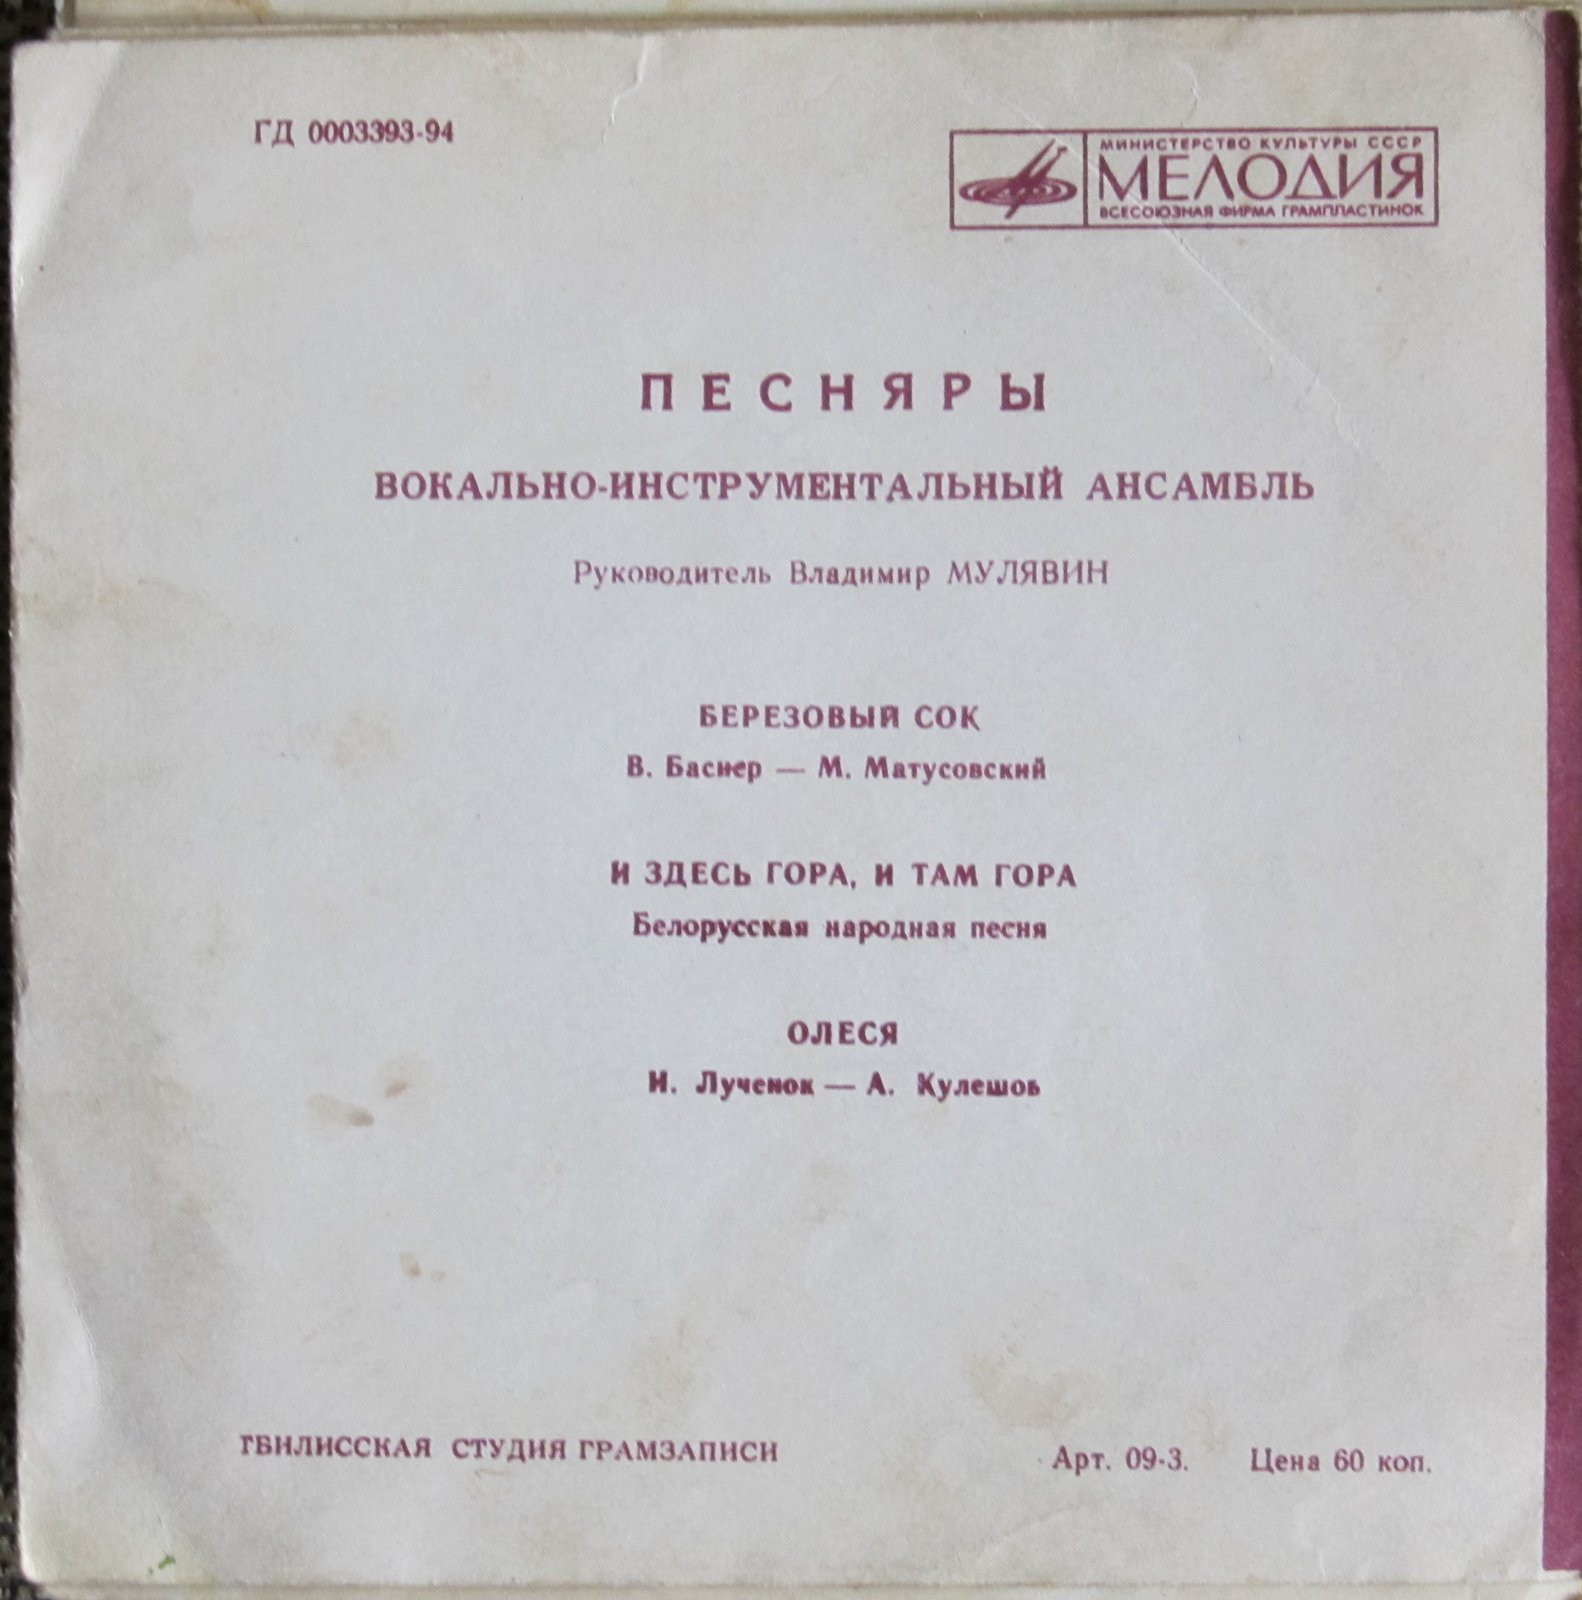 ГД 0003393-94
МИНИСТЕРСТВО КУЛЬТУРЫ СССР
МЕЛОДИЯ
ВСЕСОЮЗНАЯ ФИРМА ГРАМПЛАСТИНОК
ПЕСНЯРЫ
ВОКАЛЬНО-ИНСТРУМЕНТАЛЬНЫЙ АНСАМБЛЬ
Руководитель Владимир МУЛЯВИН
БЕРЕЗОВЫЙ СОК
В. Баснер — М. Матусовский
И ЗДЕСЬ ГОРА, И ТАМ ГОРА
Белорусская народная песня
ОЛЕСЯ
И. Лученок — А. Кулешов
ТБИЛИССКАЯ СТУДИЯ ГРАМЗАПИСИ
Арт. 09-3. Цена 60 коп.